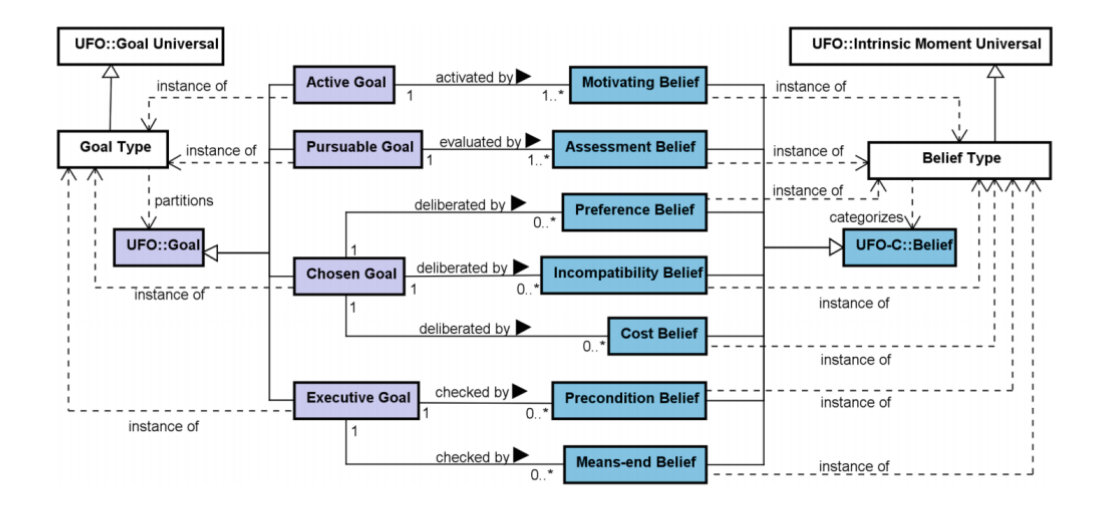 UFO::Goal Universal
UFO::Intrinsic Moment Universal
instance of
Active Goal
activated by
1
1..*
Motivating Belief
instance of
Goal Type
instance of
Pursuable Goal
evaluated by
1
1..*
Assessment Belief
instance of
Belief Type
partitions
deliberated by
0..*
Preference Belief
instance of
categorizes
UFO::Goal
1
UFO-C::Belief
Chosen Goal
deliberated by
1
0..*
Incompatibility Belief
instance of
instance of
1
deliberated by
0..*
Cost Belief
instance of
Executive Goal
checked by
1
0..*
Precondition Belief
instance of
instance of
1
checked by
0..*
Means-end Belief
instance of